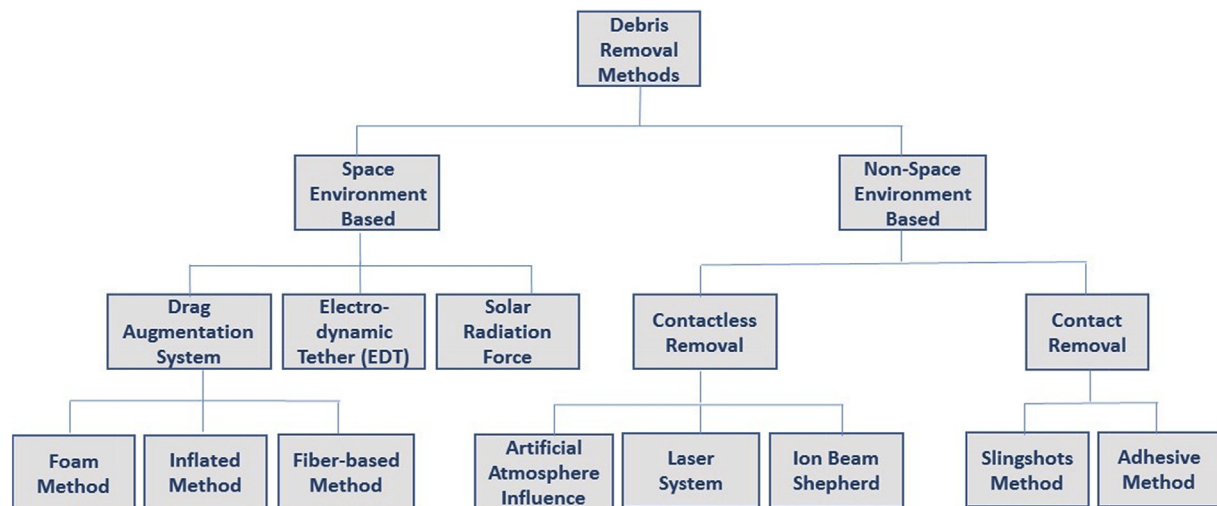 Debris
Removal
Methods
Space
Environment
Based
Non-Space
Environment
Based
Drag
Augmentation
System
Electro-
dynamic
Tether (EDT)
Solar
Radiation
Force
Contactless
Removal
Contact
Removal
Foam
Method
Inflated
Method
Fiber-based
Method
Artificial
Atmosphere
Influence
Laser
System
Ion Beam
Shepherd
Slingshots
Method
Adhesive
Method